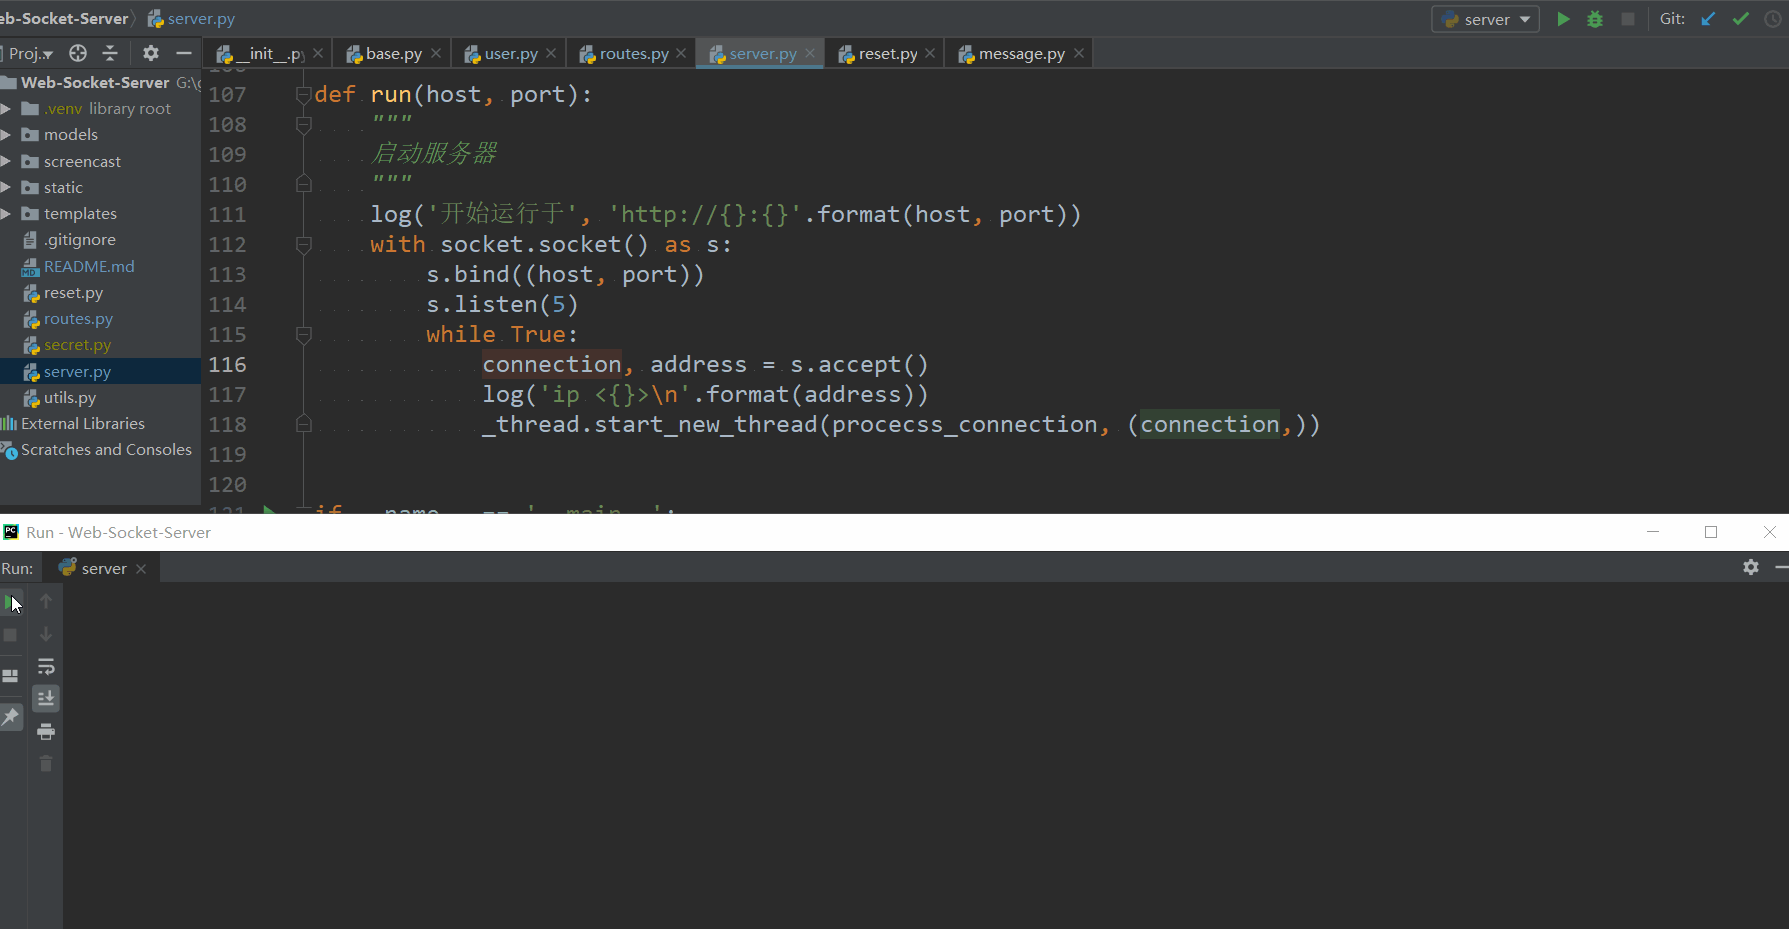 eb-Socket-Server server.py
server Git:
Proj...
__init__.py base.py user.py routes.py server.py reset.py message.py
Web-Socket-Server G:\
.venv library root
models
screencast
static
templates
.gitignore
README.md
reset.py
routes.py
secret.py
server.py
utils.py
External Libraries
Scratches and Consoles
107 def run(host, port):
108 """
109 启动服务器
110 """
111 log('开始运行于', 'http://{}:{}'.format(host, port))
112 with socket.socket() as s:
113 s.bind((host, port))
114 s.listen(5)
115 while True:
116 connection, address = s.accept()
117 log('ip <{}>\n'.format(address))
118 _thread.start_new_thread(procecss_connection, (connection,))
119
120
121 if __name__ == '__main__':
PC Run - Web-Socket-Server
Run: server